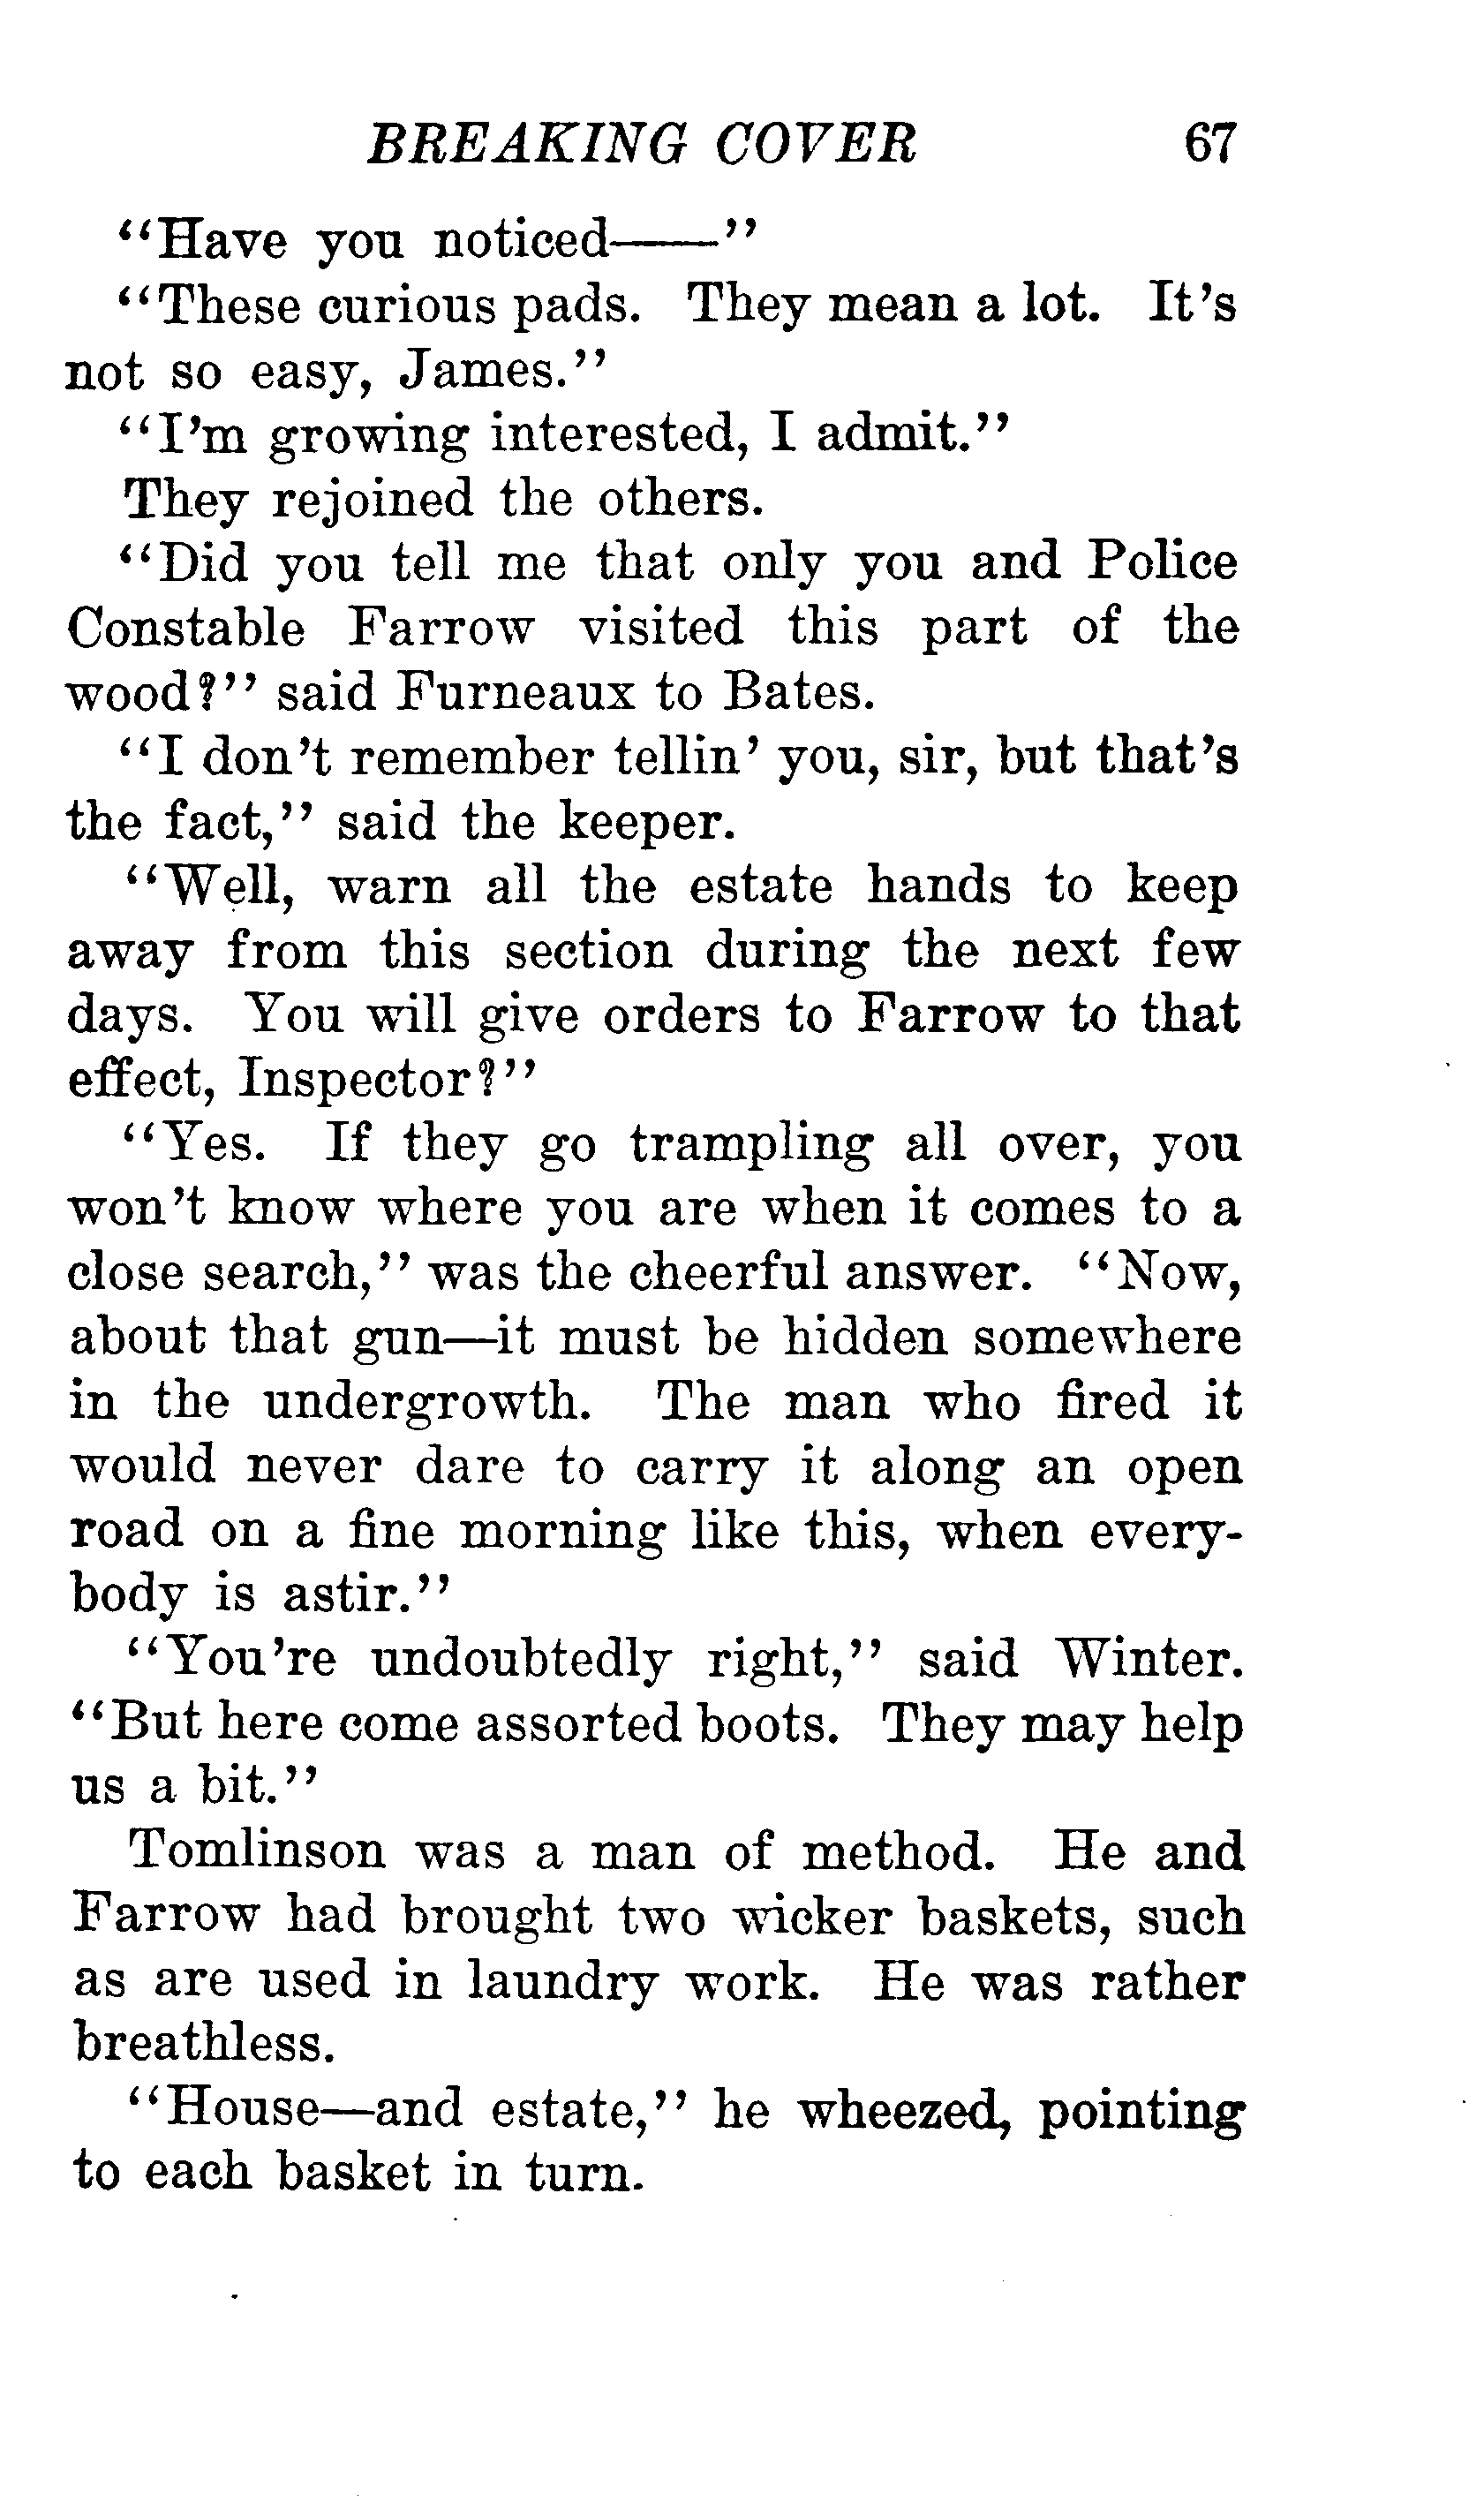 BREAKING COVER 67
"Have you noticed——"
"These curious pads. They mean a lot. It's
not so easy, James."
"I'm growing interested, I admit."
They rejoined the others.
"Did you tell me that only you and Police
Constable Farrow visited this part of the
wood?" said Furneaux to Bates.
"I don't remember tellin' you, sir, but that's
the fact," said the keeper.
"Well, warn all the estate hands to keep
away from this section during the next few
days. You will give orders to Farrow to that
effect, Inspector?"
"Yes. If they go trampling all over, you
won't know where you are when it comes to a
close search," was the cheerful answer. "Now,
about that gun—it must be hidden somewhere
in the undergrowth. The man who fired it
would never dare to carry it along an open
road on a fine morning like this, when every-
body is astir."
"You're undoubtedly right," said Winter.
"But here come assorted boots. They may help
us a bit."
Tomlinson was a man of method. He and
Farrow had brought two wicker baskets, such
as are used in laundry work. He was rather
breathless.
"House—and estate," he wheezed, pointing
to each basket in turn.